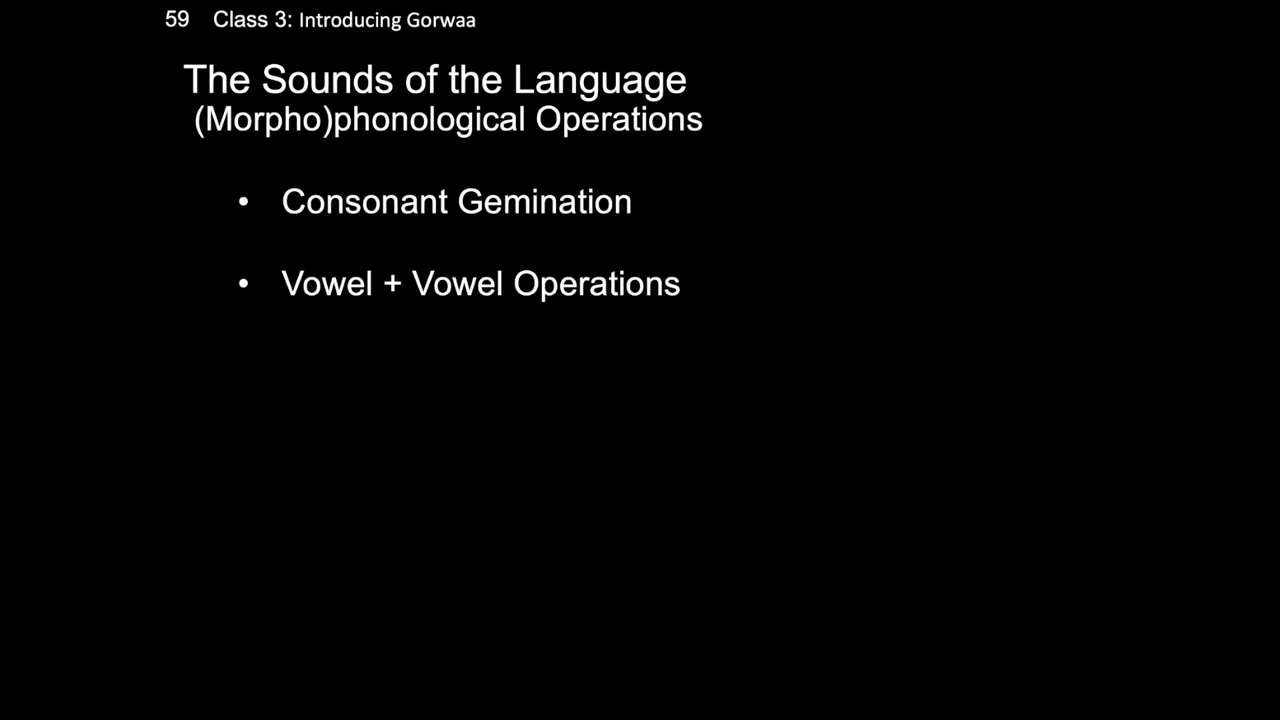 59 Class 3: Introducing Gorwaa
The Sounds of the Language
(Morpho)phonological Operations
• Consonant Gemination
• Vowel + Vowel Operations